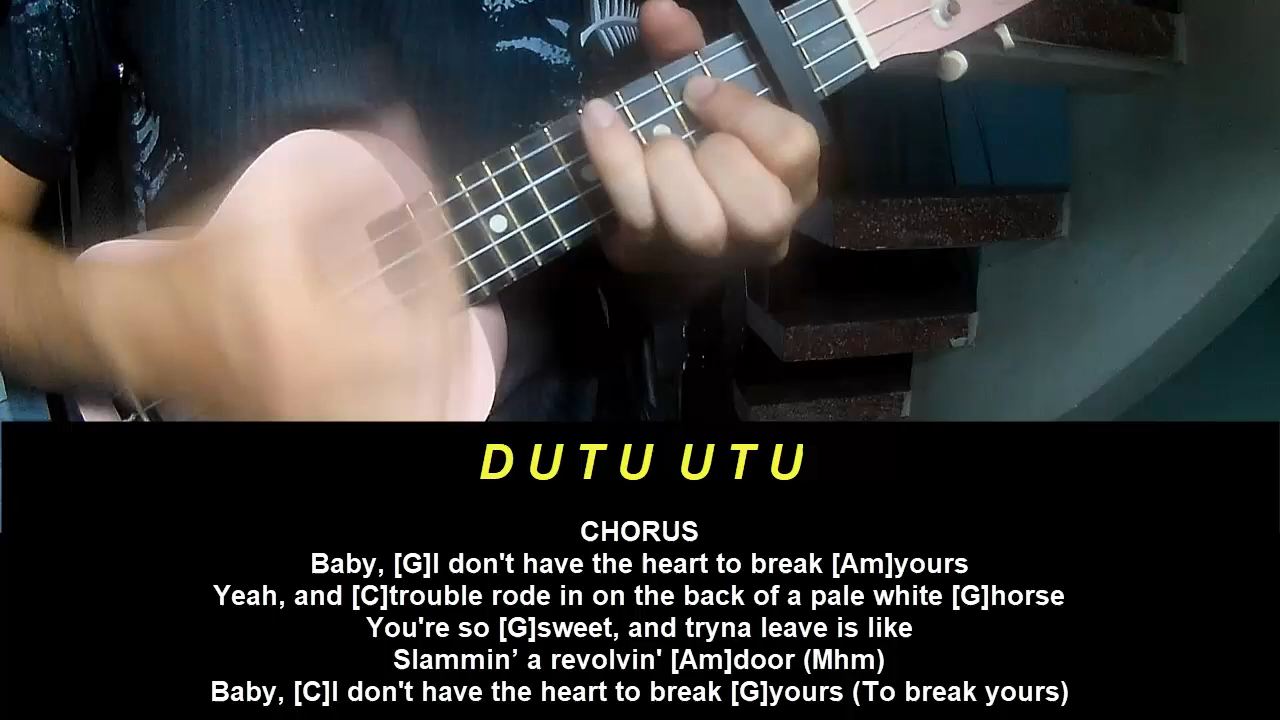 D U T U U T U
CHORUS
Baby, [G]I don't have the heart to break [Am]yours
Yeah, and [C]trouble rode in on the back of a pale white [G]horse
You're so [G]sweet, and tryna leave is like
Slammin’ a revolvin' [Am]door (Mhm)
Baby, [C]I don't have the heart to break [G]yours (To break yours)